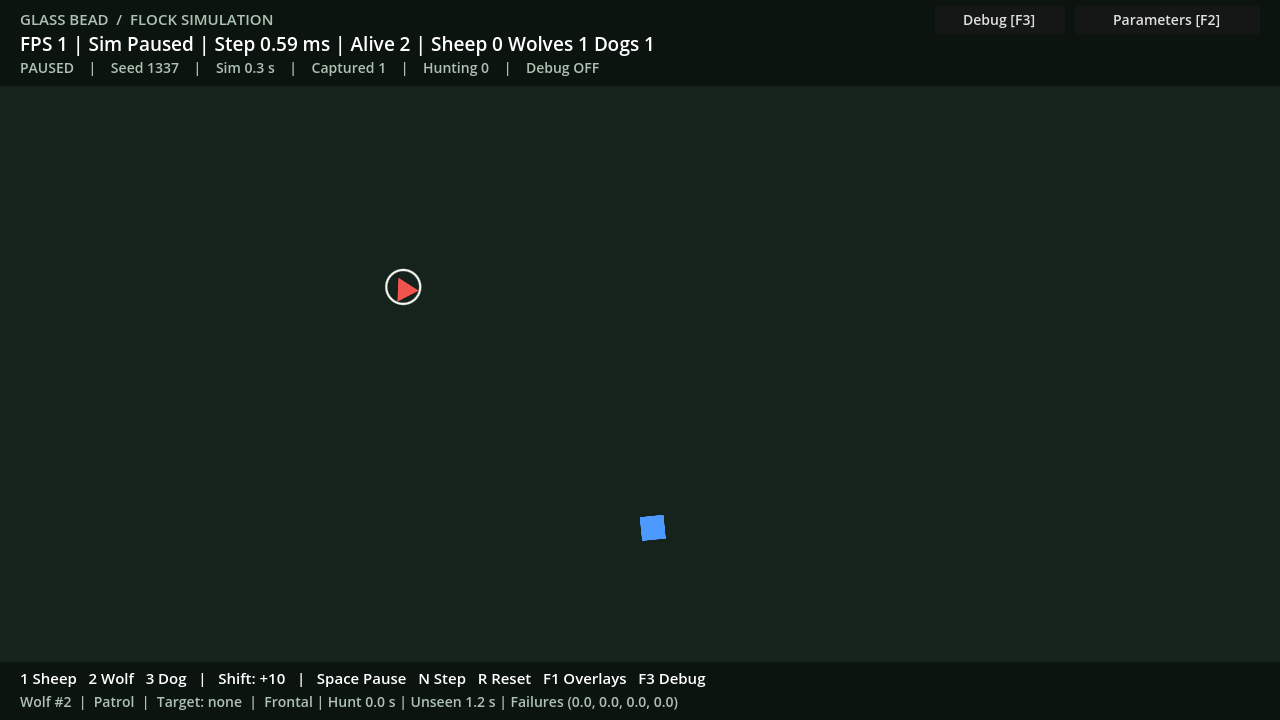 GLASS BEAD / FLOCK SIMULATION
Debug [F3]
Parameters [F2]
FPS 1 | Sim Paused | Step 0.59 ms | Alive 2 | Sheep 0 Wolves 1 Dogs 1
PAUSED | Seed 1337 | Sim 0.3 s | Captured 1 | Hunting 0 | Debug OFF
1 Sheep 2 Wolf 3 Dog | Shift: +10 | Space Pause N Step R Reset F1 Overlays F3 Debug
Wolf #2 | Patrol | Target: none | Frontal | Hunt 0.0 s | Unseen 1.2 s | Failures (0.0, 0.0, 0.0, 0.0)